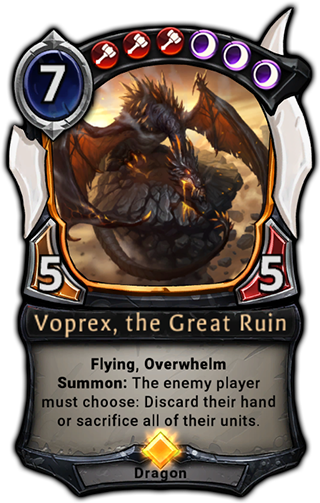 7
5
5
Voprex, the Great Ruin
Flying, Overwhelm
Summon: The enemy player
must choose: Discard their hand
or sacrifice all of their units.
Dragon